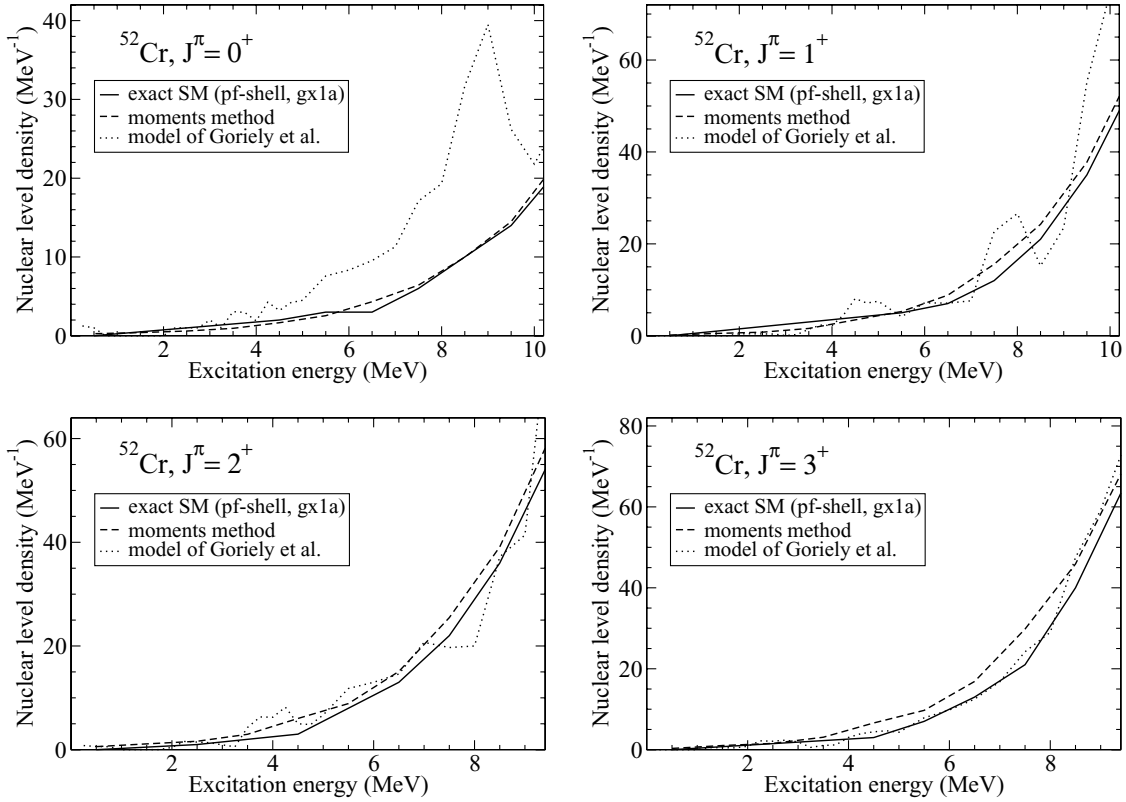 ⁵²Cr, Jᵖⁱ= 0⁺
exact SM (pf-shell, gx1a)
moments method
model of Goriely et al.
Nuclear level density (MeV⁻¹)
40
30
20
10
0
2
4
6
8
10
Excitation energy (MeV)
⁵²Cr, J^π= 1⁺
exact SM (pf-shell, gx1a)
moments method
model of Goriely et al.
Nuclear level density (MeV⁻¹)
60
40
20
0
2
4
6
8
10
Excitation energy (MeV)
⁵²Cr, J^π= 2⁺
exact SM (pf-shell, gx1a)
moments method
model of Goriely et al.
Nuclear level density (MeV⁻¹)
60
40
20
0
2
4
6
8
Excitation energy (MeV)
⁵²Cr, J^π= 3⁺
exact SM (pf-shell, gx1a)
moments method
model of Goriely et al.
Nuclear level density (MeV⁻¹)
80
60
40
20
0
2
4
6
8
Excitation energy (MeV)